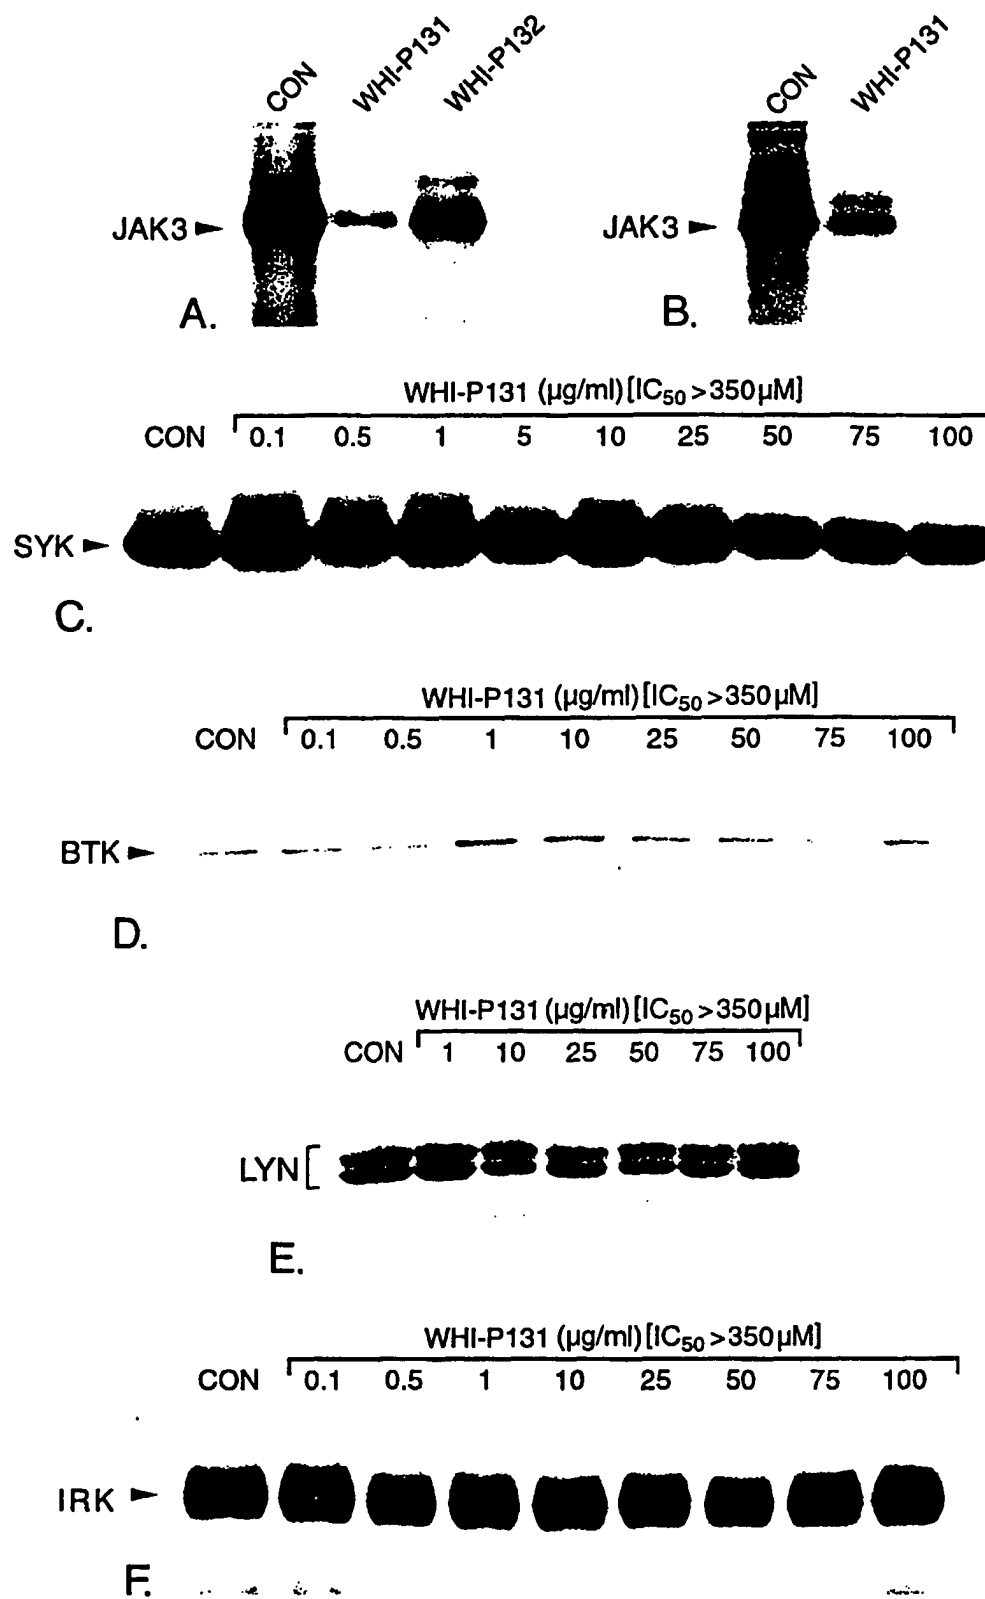 CON WHI-P131 WHI-P132
JAK3
A.
CON WHI-P131
JAK3
B.
WHI-P131 (µg/ml) [IC50 >350µM]
CON 0.1 0.5 1 5 10 25 50 75 100
SYK
C.
WHI-P131 (µg/ml) [IC50 >350µM]
CON 0.1 0.5 1 10 25 50 75 100
BTK
D.
WHI-P131 (µg/ml) [IC50 >350µM]
CON 1 10 25 50 75 100
LYN
E.
WHI-P131 (µg/ml) [IC50 >350µM]
CON 0.1 0.5 1 10 25 50 75 100
IRK
F.